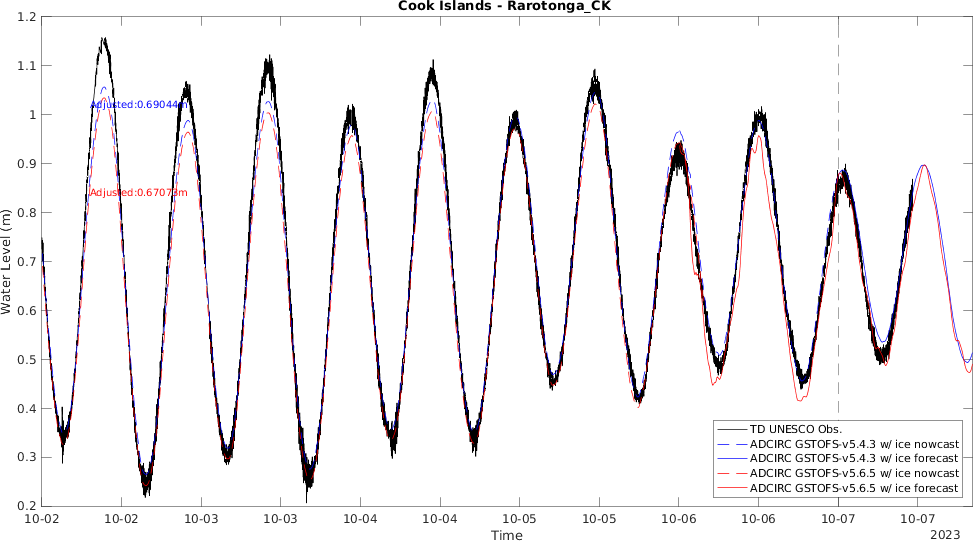 Cook Islands - Rarotonga_CK
1.2
1.1
1
0.9
0.8
0.7
0.6
0.5
0.4
0.3
0.2
Water Level (m)
Adjusted:0.69044m
Adjusted:0.67073m
TD UNESCO Obs.
ADCIRC GSTOFS-v5.4.3 w/ ice nowcast
ADCIRC GSTOFS-v5.4.3 w/ ice forecast
ADCIRC GSTOFS-v5.6.5 w/ ice nowcast
ADCIRC GSTOFS-v5.6.5 w/ ice forecast
10-02 10-02 10-03 10-03 10-04 10-04 10-05 10-05 10-06 10-06 10-07 10-07
Time
2023